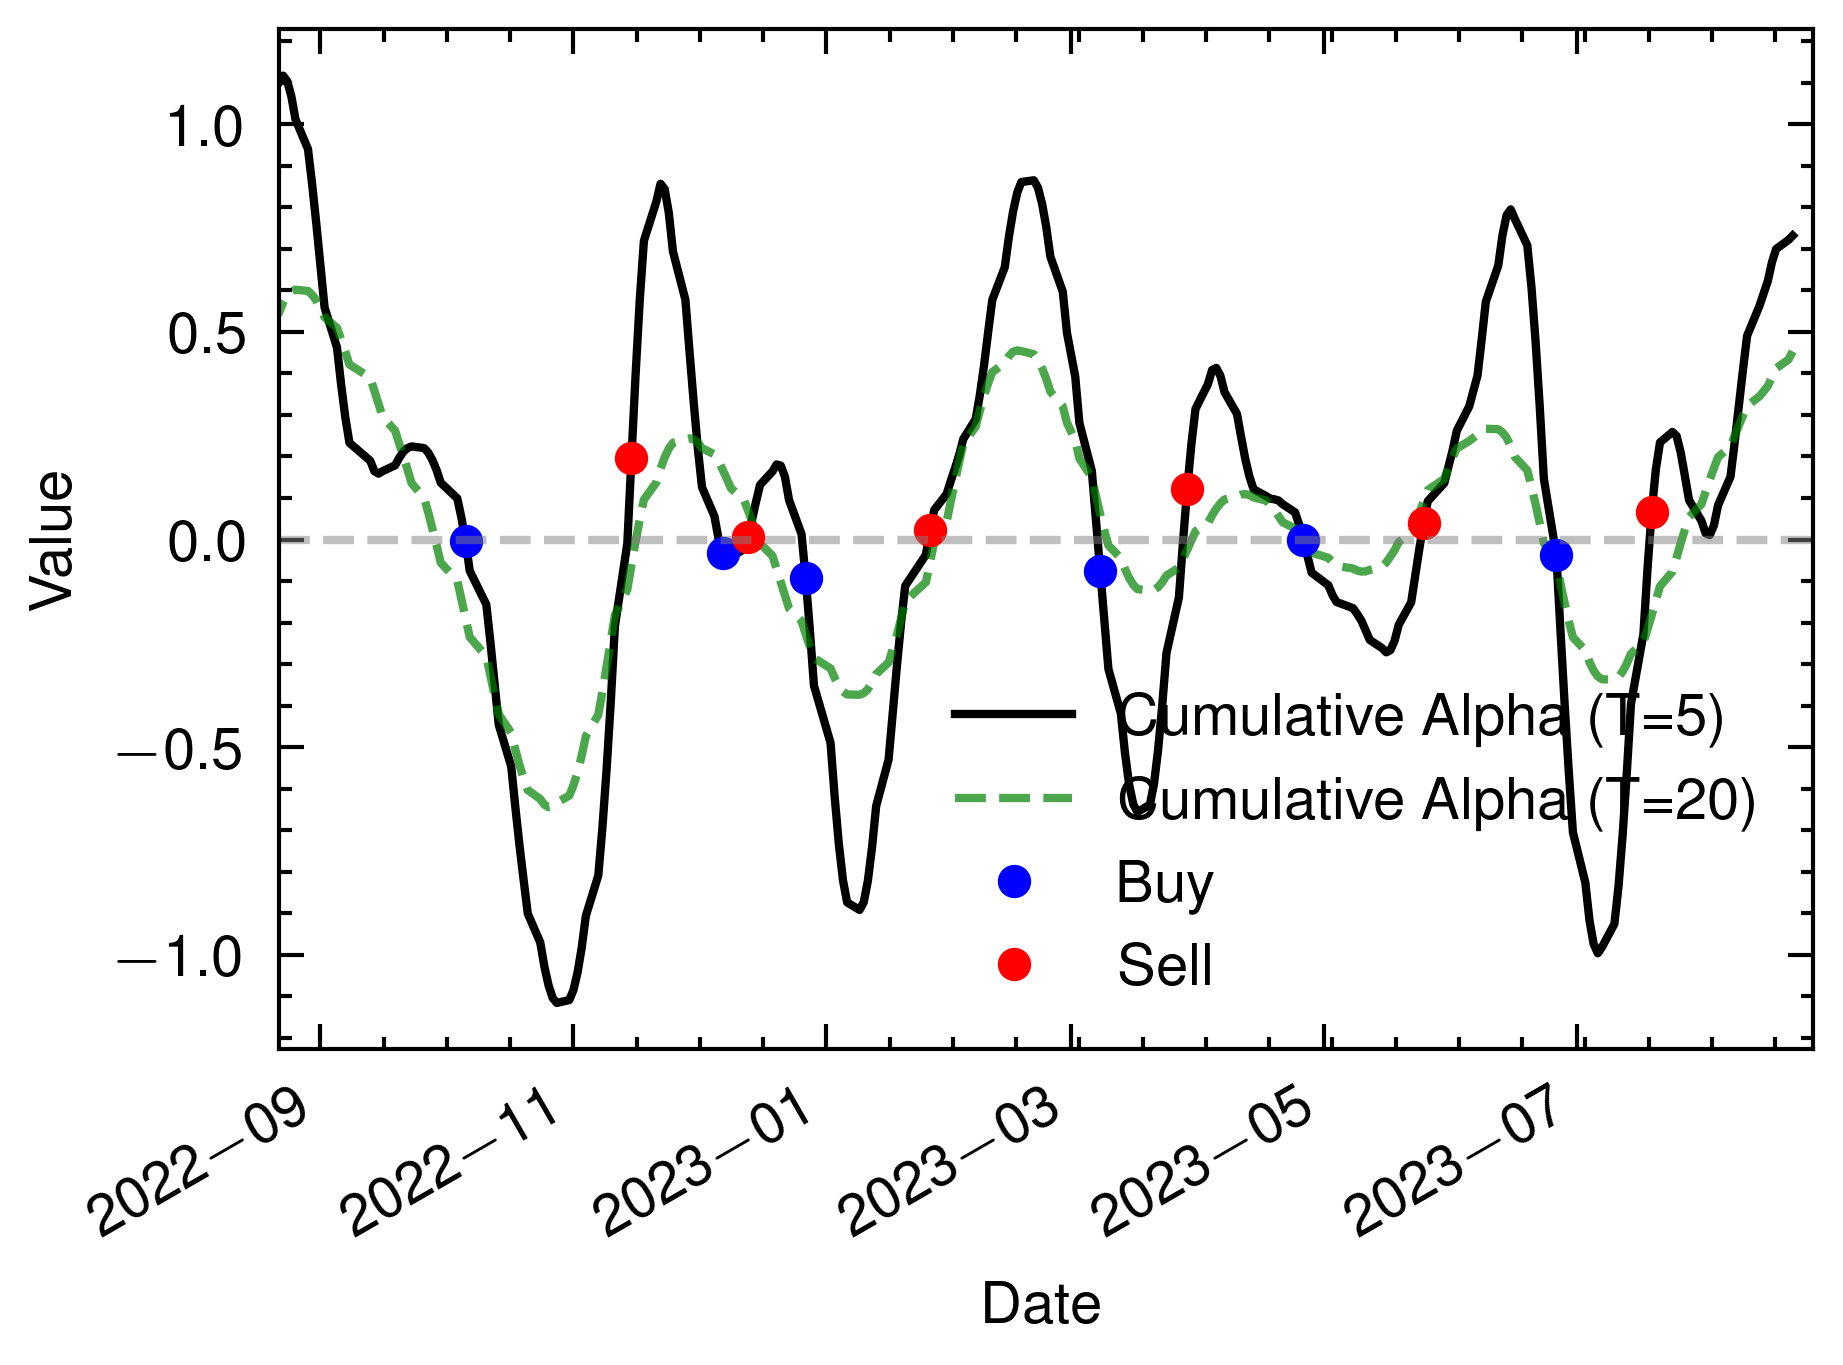 1.0
0.5
0.0
−0.5
−1.0
Value
Cumulative Alpha (T=5)
Cumulative Alpha (T=20)
Buy
Sell
2022−09
2022−11
2023−01
2023−03
2023−05
2023−07
Date